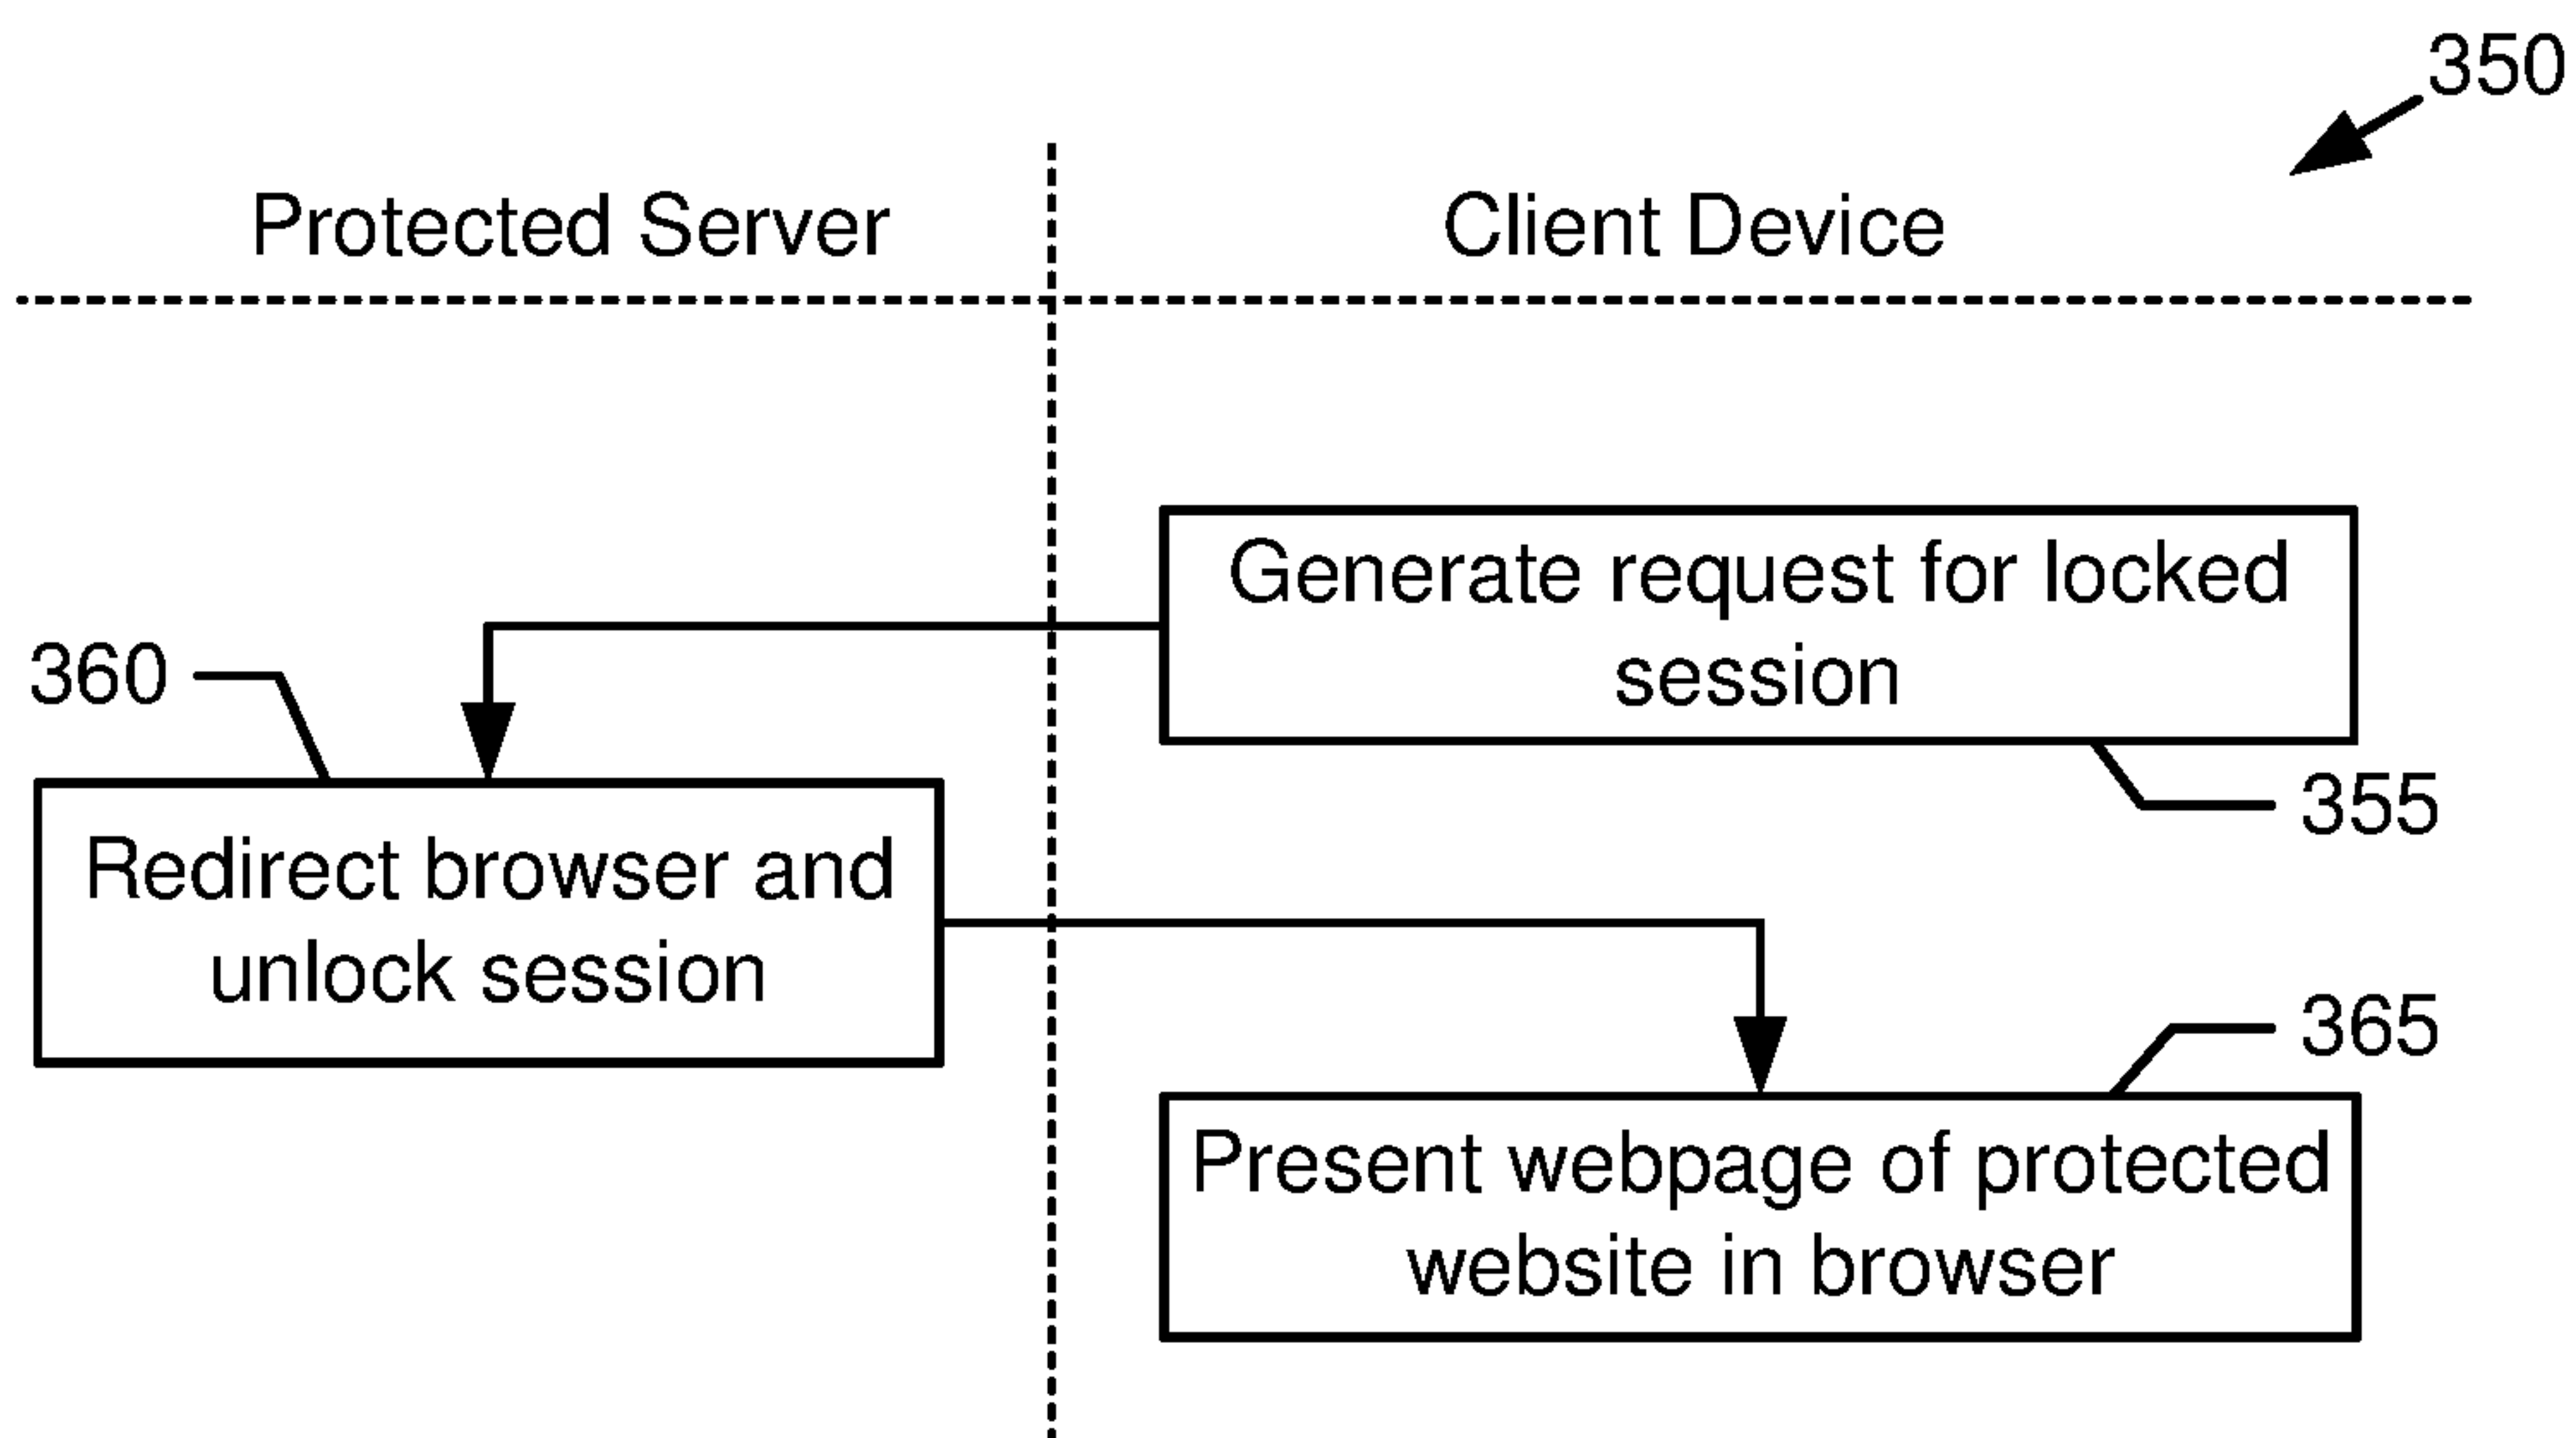 350
Protected Server
Client Device
Generate request for locked
session
360
355
Redirect browser and
unlock session
365
Present webpage of protected
website in browser